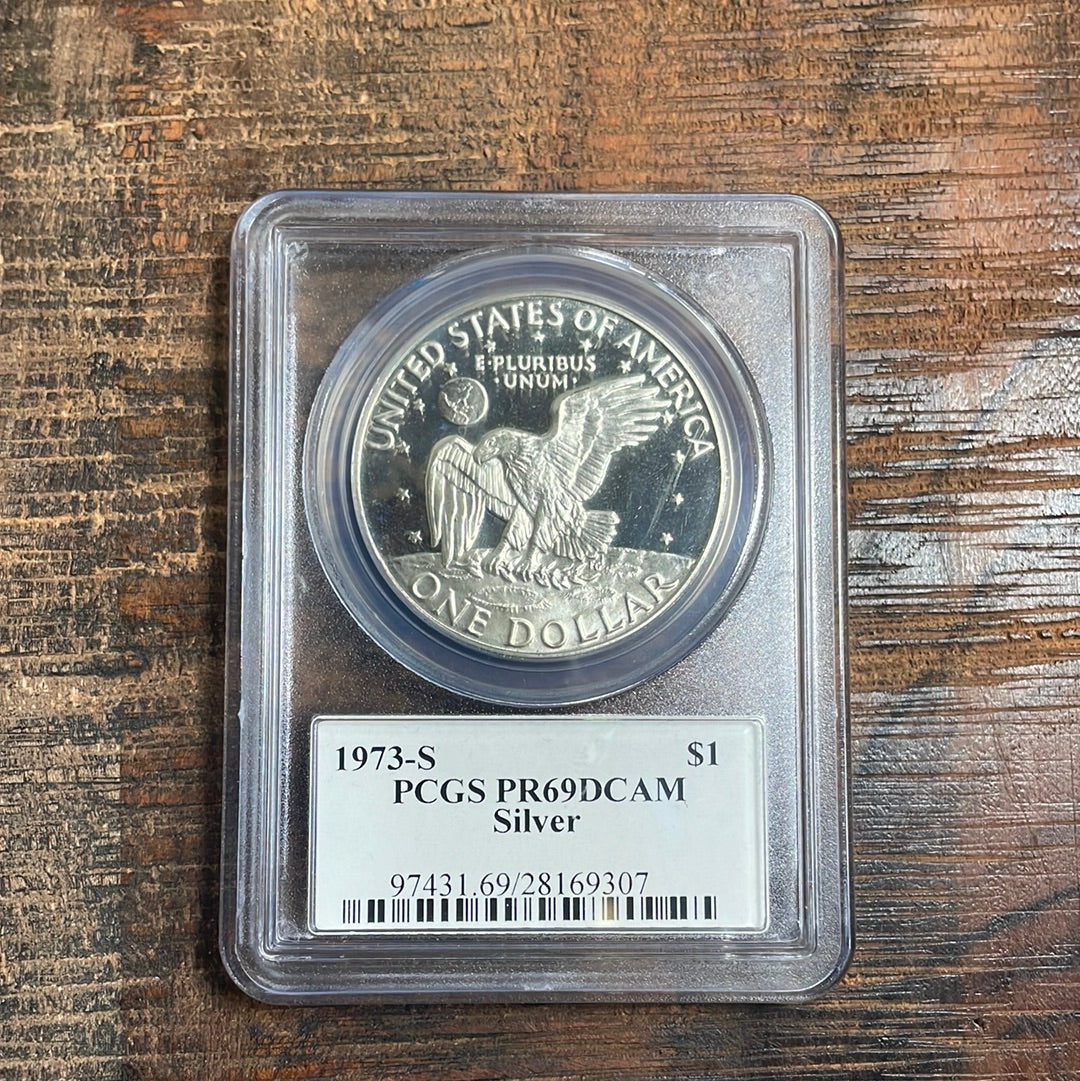 UNITED STATES OF AMERICA
E·PLURIBUS
·UNUM·
ONE DOLLAR
1973-S $1
PCGS PR69DCAM
Silver
97431.69/28169307